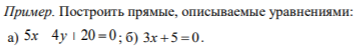 Пример. Построить прямые, описываемые уравнениями:
а) 5x 4y | 20 = 0; б) 3x + 5 = 0.